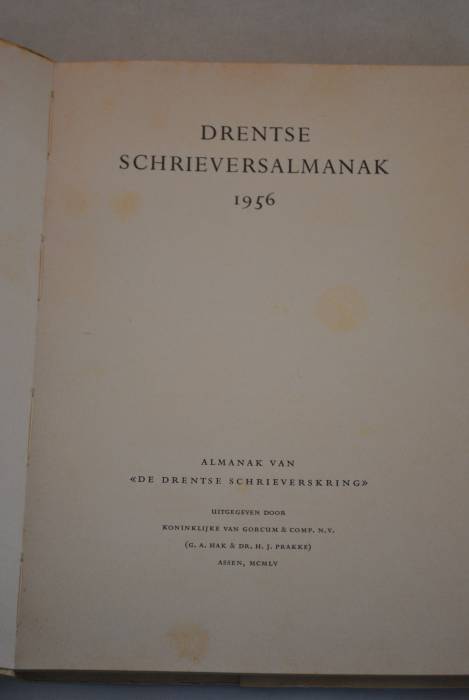 DRENTSE
SCHRIEVERSALMANAK
1956
ALMANAK VAN
«DE DRENTSE SCHRIEVERSKRING»
UITGEGEVEN DOOR
KONINKLIJKE VAN GORCUM & COMP. N.V.
(G. A. HAK & DR. H. J. PRAKKE)
ASSEN, MCMLV